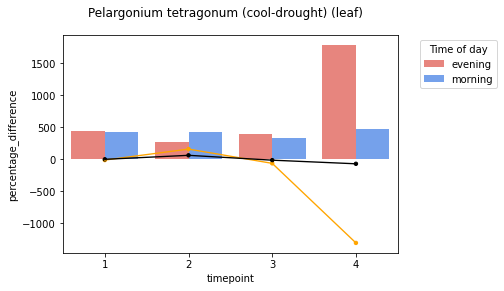 Pelargonium tetragonum (cool-drought) (leaf)
Time of day
evening
morning
percentage_difference
1500
1000
500
0
−500
−1000
1 2 3 4
timepoint